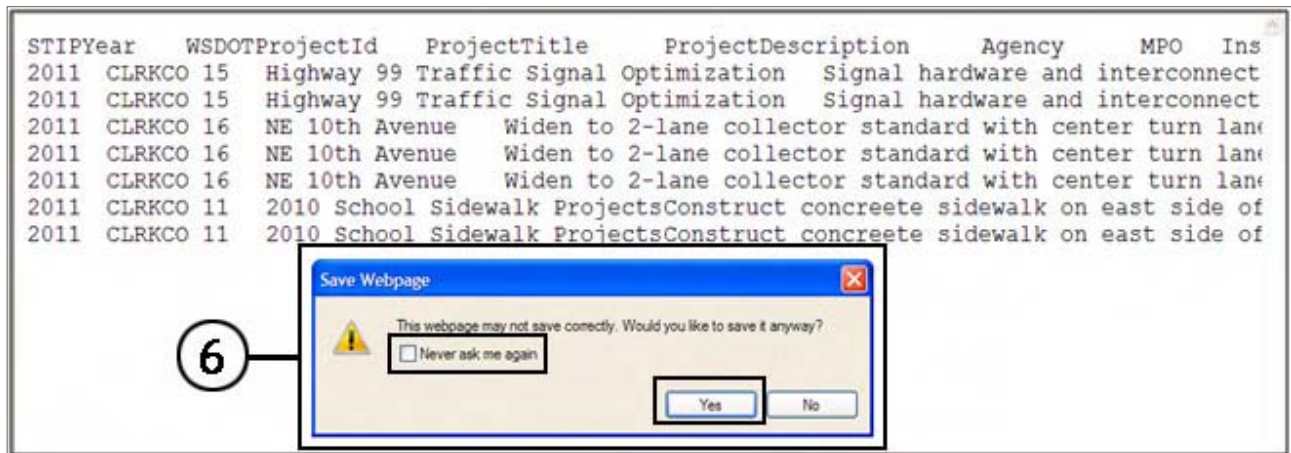 STIPYear WSDOTProjectId ProjectTitle ProjectDescription Agency MPO Ins
2011 CLRKCO 15 Highway 99 Traffic Signal Optimization Signal hardware and interconnect
2011 CLRKCO 15 Highway 99 Traffic Signal Optimization Signal hardware and interconnect
2011 CLRKCO 16 NE 10th Avenue Widen to 2-lane collector standard with center turn lane
2011 CLRKCO 16 NE 10th Avenue Widen to 2-lane collector standard with center turn lane
2011 CLRKCO 16 NE 10th Avenue Widen to 2-lane collector standard with center turn lane
2011 CLRKCO 11 2010 School Sidewalk ProjectsConstruct concreete sidewalk on east side of
2011 CLRKCO 11 2010 School Sidewalk ProjectsConstruct concreete sidewalk on east side of
Save Webpage
This webpage may not save correctly. Would you like to save it anyway?
Never ask me again
6
Yes No